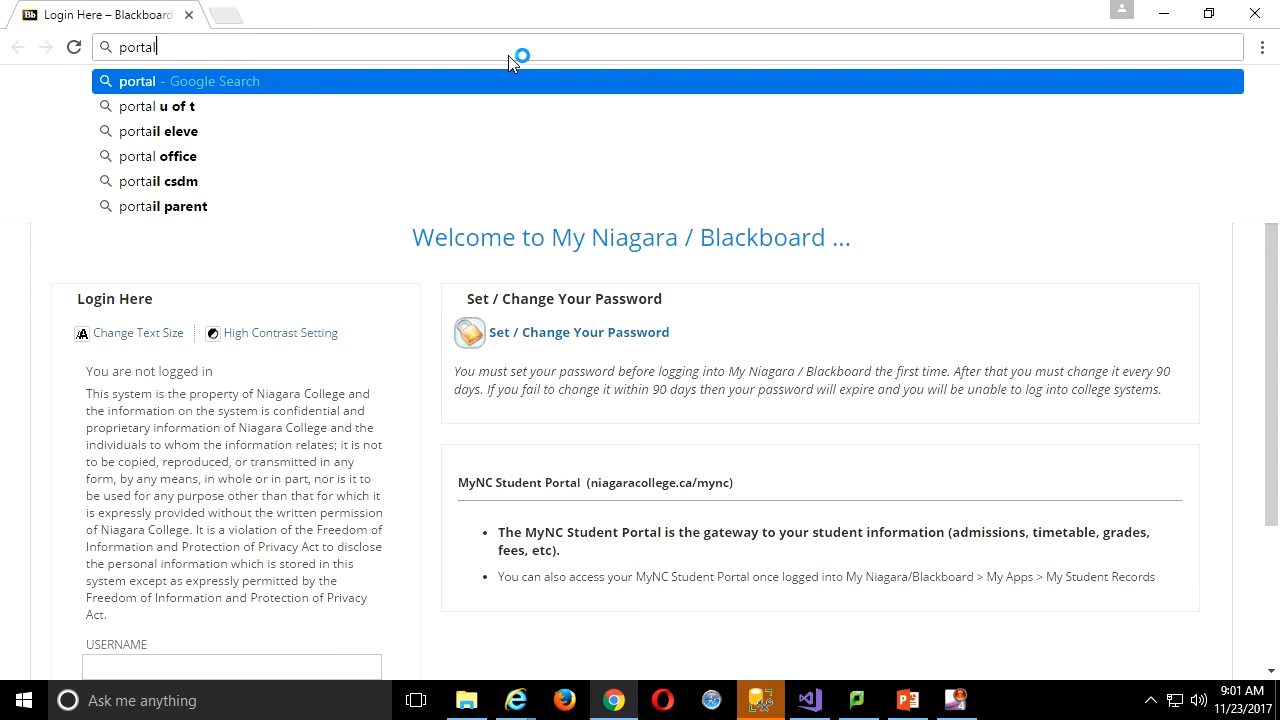 Bb Login Here – Blackboard
portal
portal - Google Search
portal u of t
portail eleve
portal office
portail csdm
portail parent
Welcome to My Niagara / Blackboard ...
Login Here
A Change Text Size
High Contrast Setting
You are not logged in
This system is the property of Niagara College and
the information on the system is confidential and
proprietary information of Niagara College and the
individuals to whom the information relates; it is not
to be copied, reproduced, or transmitted in any
form, by any means, in whole or in part, nor is it to
be used for any purpose other than that for which it
is expressly provided without the written permission
of Niagara College. It is a violation of the Freedom of
Information and Protection of Privacy Act to disclose
the personal information which is stored in this
system except as expressly permitted by the
Freedom of Information and Protection of Privacy
Act.
USERNAME
Set / Change Your Password
Set / Change Your Password
You must set your password before logging into My Niagara / Blackboard the first time. After that you must change it every 90
days. If you fail to change it within 90 days then your password will expire and you will be unable to log into college systems.
MyNC Student Portal (niagaracollege.ca/mync)
• The MyNC Student Portal is the gateway to your student information (admissions, timetable, grades,
fees, etc).
• You can also access your MyNC Student Portal once logged into My Niagara/Blackboard > My Apps > My Student Records
Ask me anything
9:01 AM
11/23/2017